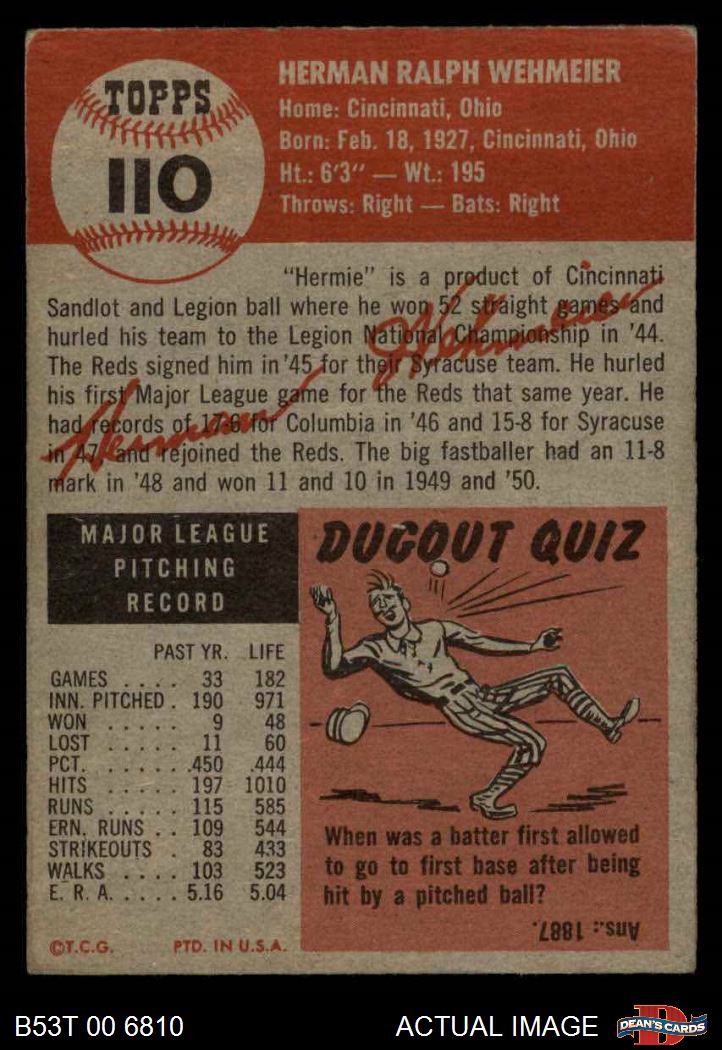 TOPPS
110
HERMAN RALPH WEHMEIER
Home: Cincinnati, Ohio
Born: Feb. 18, 1927, Cincinnati, Ohio
Ht.: 6'3" — Wt.: 195
Throws: Right — Bats: Right
"Hermie" is a product of Cincinnati
Sandlot and Legion ball where he won 52 straight games and
hurled his team to the Legion National Championship in '44.
The Reds signed him in '45 for their Syracuse team. He hurled
his first Major League game for the Reds that same year. He
had records of 17-6 for Columbia in '46 and 15-8 for Syracuse
in '47, and rejoined the Reds. The big fastballer had an 11-8
mark in '48 and won 11 and 10 in 1949 and '50.
Herman Wehmeier
MAJOR LEAGUE
PITCHING
RECORD
PAST YR. LIFE
GAMES . . . . 33 182
INN. PITCHED . 190 971
WON . . . . . 9 48
LOST . . . . . 11 60
PCT. . . . . . . .450 .444
HITS . . . . . 197 1010
RUNS . . . . . 115 585
ERN. RUNS . . 109 544
STRIKEOUTS . 83 433
WALKS . . . . 103 523
E. R. A. . . . . . 5.16 5.04
©T.C.G. PTD. IN U.S.A.
DUGOUT QUIZ
When was a batter first allowed
to go to first base after being
hit by a pitched ball?
Ans.: 1887.
B53T 00 6810
ACTUAL IMAGE
D
DEAN'S CARDS